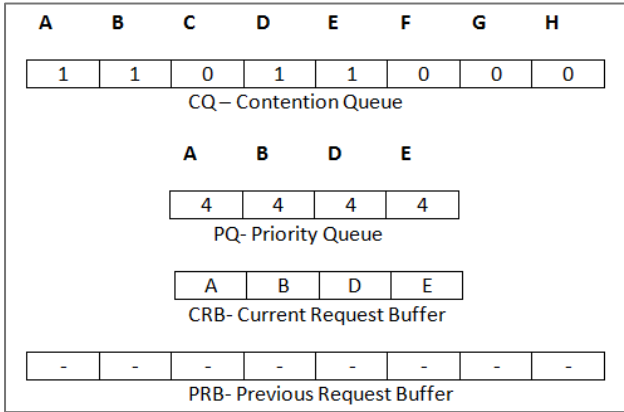 A B C D E F G H
1 1 0 1 1 0 0 0
CQ – Contention Queue
A B D E
4 4 4 4
PQ- Priority Queue
A B D E
CRB- Current Request Buffer
- - - - - - - -
PRB- Previous Request Buffer